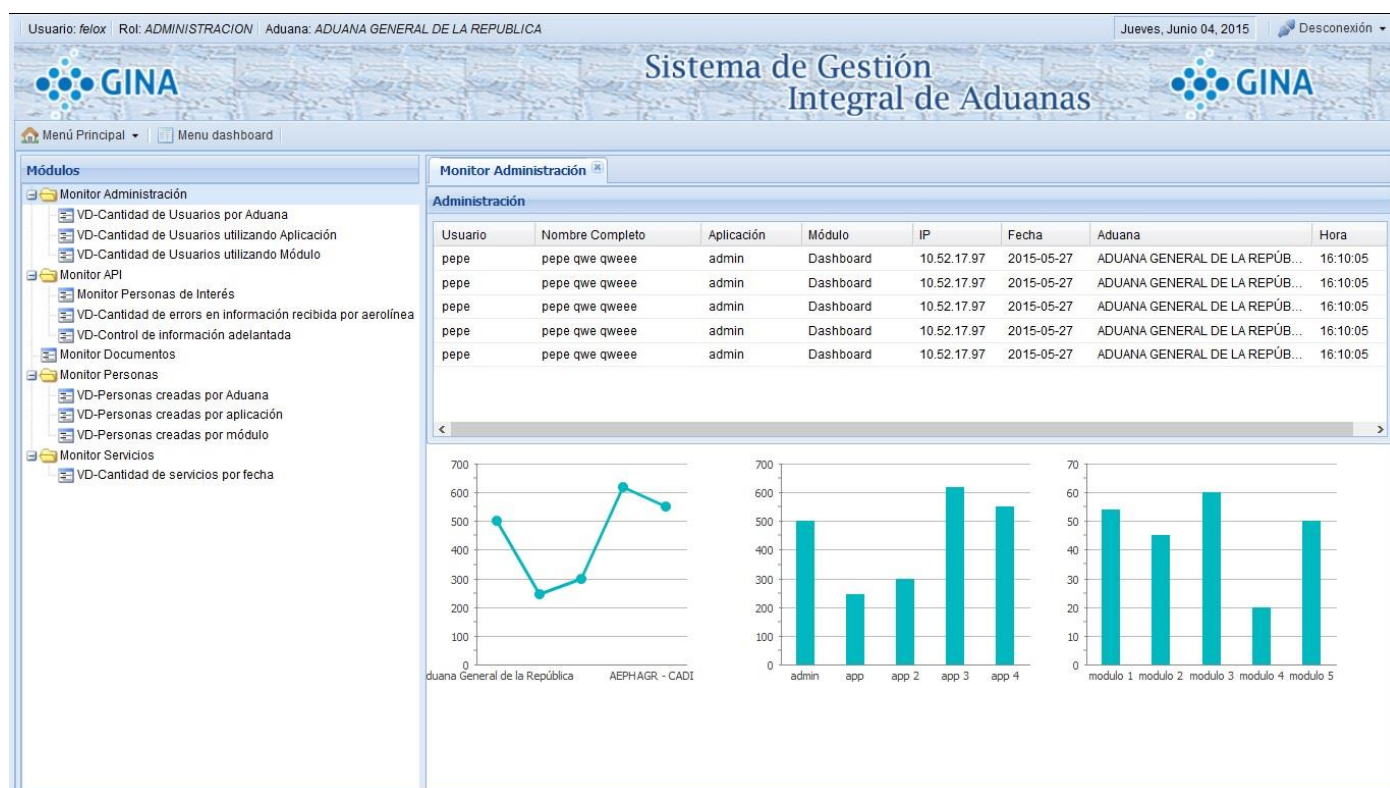 Usuario: felox Rol: ADMINISTRACION Aduana: ADUANA GENERAL DE LA REPUBLICA Jueves, Junio 04, 2015 Desconexión
GINA
Sistema de Gestión
Integral de Aduanas
GINA
Menú Principal Menu dashboard
Módulos
Monitor Administración
VD-Cantidad de Usuarios por Aduana
VD-Cantidad de Usuarios utilizando Aplicación
VD-Cantidad de Usuarios utilizando Módulo
Monitor API
Monitor Personas de Interés
VD-Cantidad de errors en información recibida por aerolínea
VD-Control de información adelantada
Monitor Documentos
Monitor Personas
VD-Personas creadas por Aduana
VD-Personas creadas por aplicación
VD-Personas creadas por módulo
Monitor Servicios
VD-Cantidad de servicios por fecha
Monitor Administración
Administración
Usuario Nombre Completo Aplicación Módulo IP Fecha Aduana Hora
pepe pepe qwe qweee admin Dashboard 10.52.17.97 2015-05-27 ADUANA GENERAL DE LA REPÚB... 16:10:05
pepe pepe qwe qweee admin Dashboard 10.52.17.97 2015-05-27 ADUANA GENERAL DE LA REPÚB... 16:10:05
pepe pepe qwe qweee admin Dashboard 10.52.17.97 2015-05-27 ADUANA GENERAL DE LA REPÚB... 16:10:05
pepe pepe qwe qweee admin Dashboard 10.52.17.97 2015-05-27 ADUANA GENERAL DE LA REPÚB... 16:10:05
pepe pepe qwe qweee admin Dashboard 10.52.17.97 2015-05-27 ADUANA GENERAL DE LA REPÚB... 16:10:05
700
600
500
400
300
200
100
0
duana General de la República AEPHAGR - CADI
700
600
500
400
300
200
100
0
admin app app 2 app 3 app 4
70
60
50
40
30
20
10
0
modulo 1 modulo 2 modulo 3 modulo 4 modulo 5